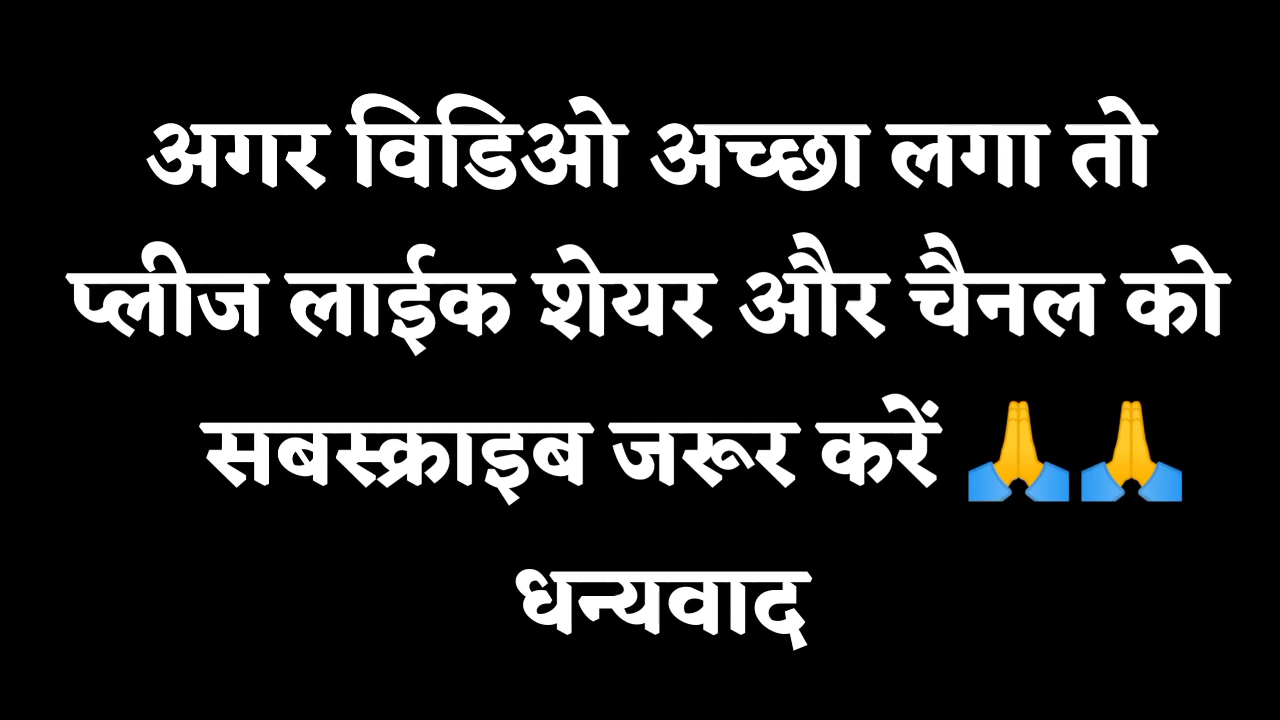 अगर विडिओ अच्छा लगा तो
प्लीज लाईक शेयर और चैनल को
सबस्क्राइब जरूर करें 🙏🙏
धन्यवाद